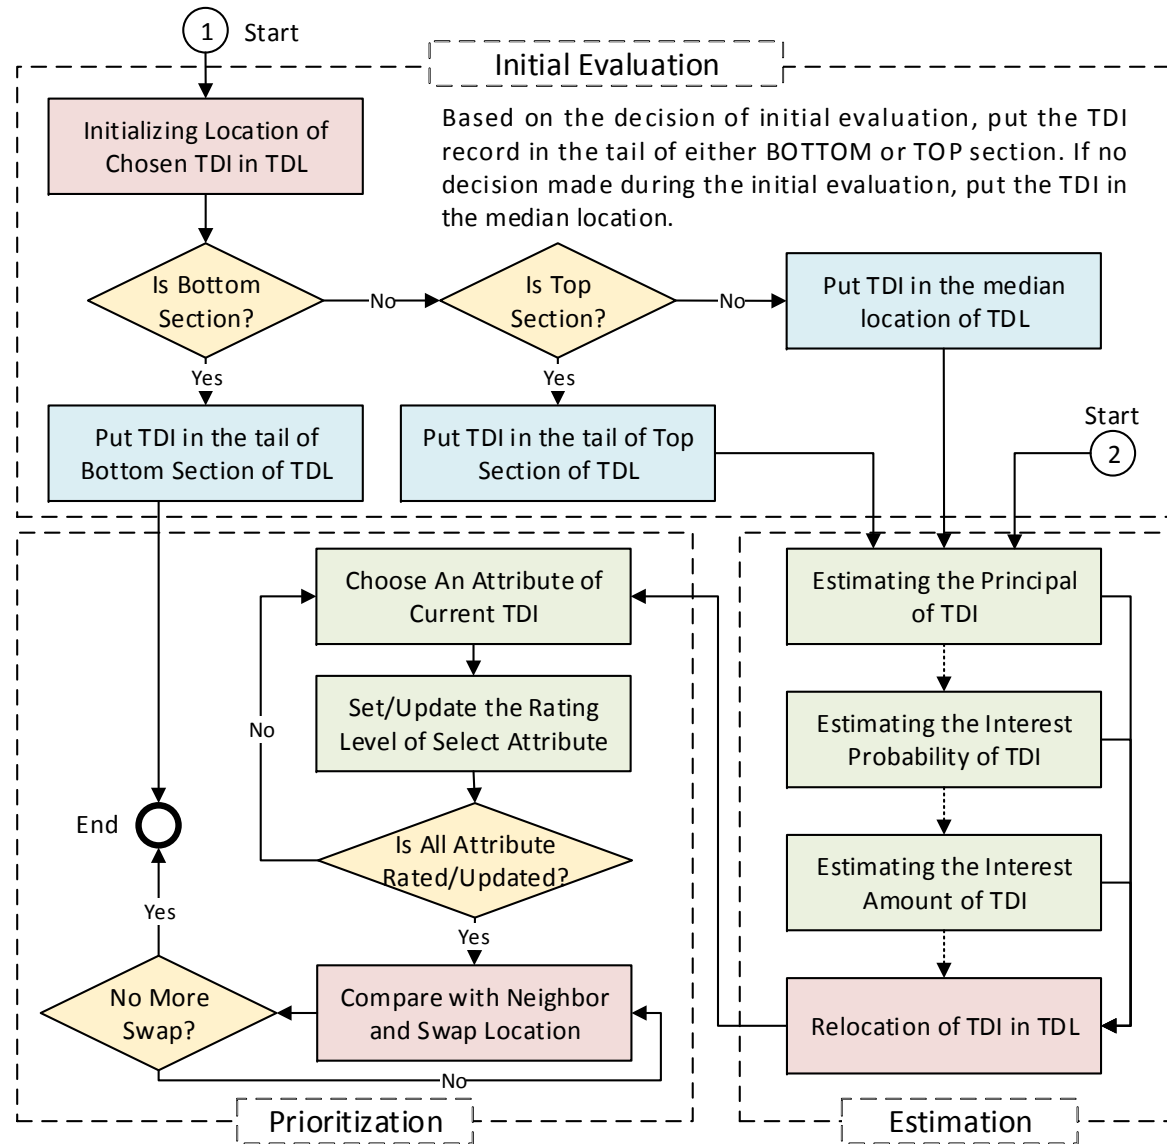 1
Start
Initial Evaluation
Initializing Location of
Chosen TDI in TDL
Based on the decision of initial evaluation, put the TDI
record in the tail of either BOTTOM or TOP section. If no
decision made during the initial evaluation, put the TDI in
the median location.
Is Bottom
Section?
No
Is Top
Section?
No
Put TDI in the median
location of TDL
Yes
Yes
Put TDI in the tail of
Bottom Section of TDL
Put TDI in the tail of Top
Section of TDL
Start
2
Choose An Attribute of
Current TDI
Set/Update the Rating
Level of Select Attribute
No
Is All Attribute
Rated/Updated?
End
Yes
Yes
No More
Swap?
Compare with Neighbor
and Swap Location
No
Prioritization
Estimating the Principal
of TDI
Estimating the Interest
Probability of TDI
Estimating the Interest
Amount of TDI
Relocation of TDI in TDL
Estimation